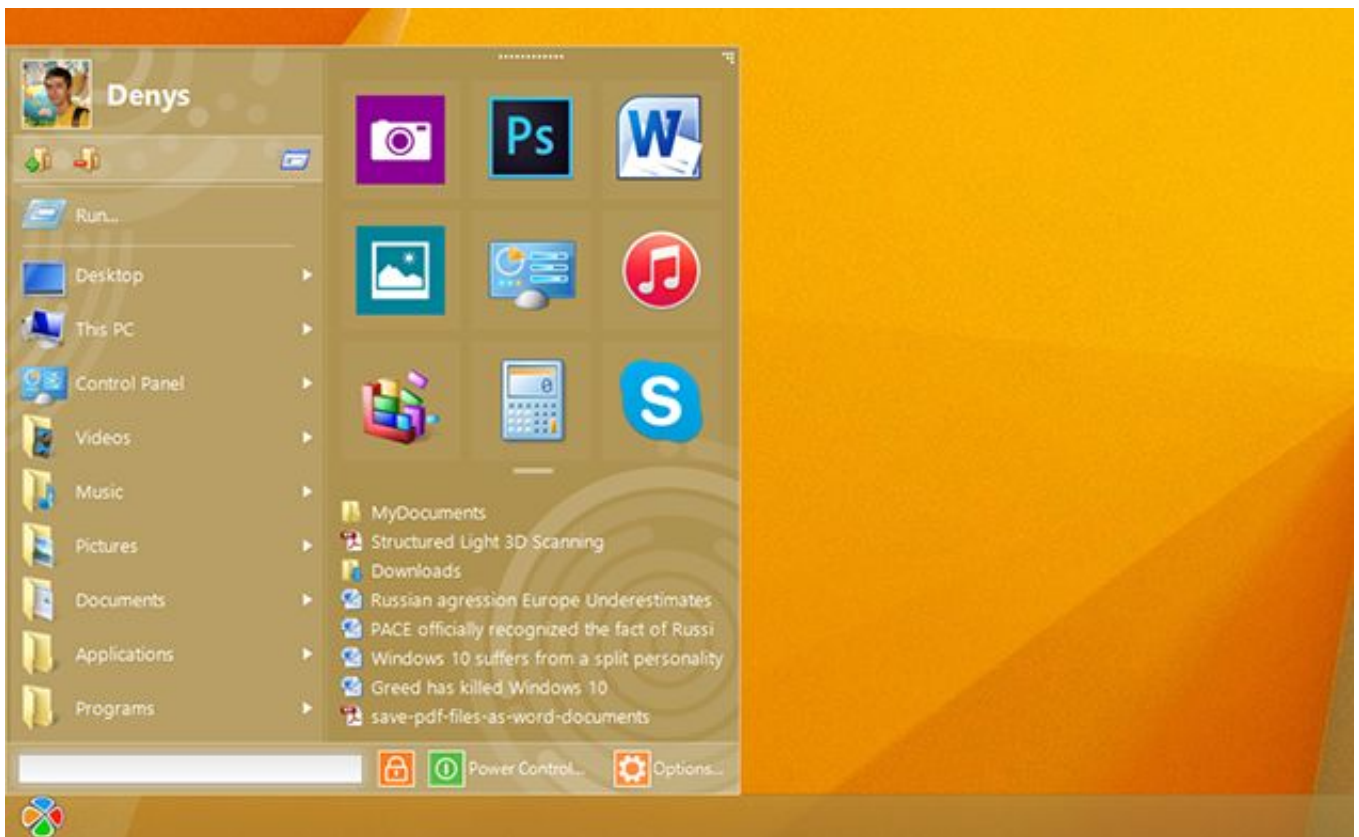 Denys
Run...
Desktop
This PC
Control Panel
Videos
Music
Pictures
Documents
Applications
Programs
Ps
W
S
0
MyDocuments
Structured Light 3D Scanning
Downloads
Russian agression Europe Underestimates
PACE officially recognized the fact of Russi
Windows 10 suffers from a split personality
Greed has killed Windows 10
save-pdf-files-as-word-documents
Power Control...
Options...